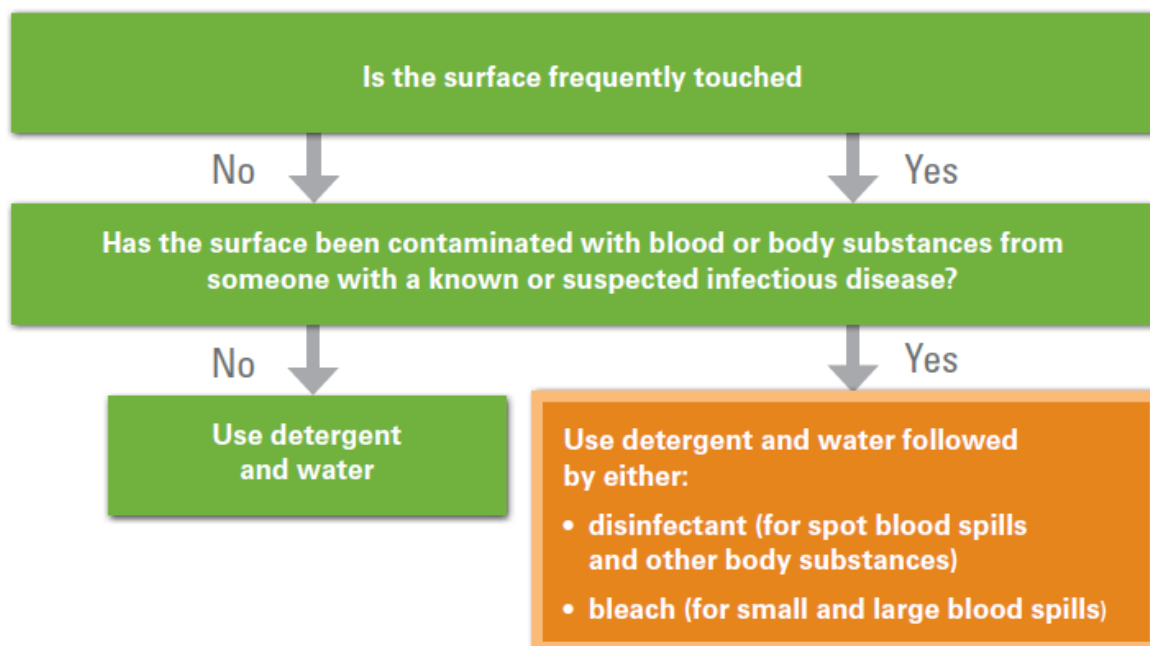 Is the surface frequently touched
No
Yes
Has the surface been contaminated with blood or body substances from
someone with a known or suspected infectious disease?
No
Yes
Use detergent
and water
Use detergent and water followed
by either:
• disinfectant (for spot blood spills
and other body substances)
• bleach (for small and large blood spills)